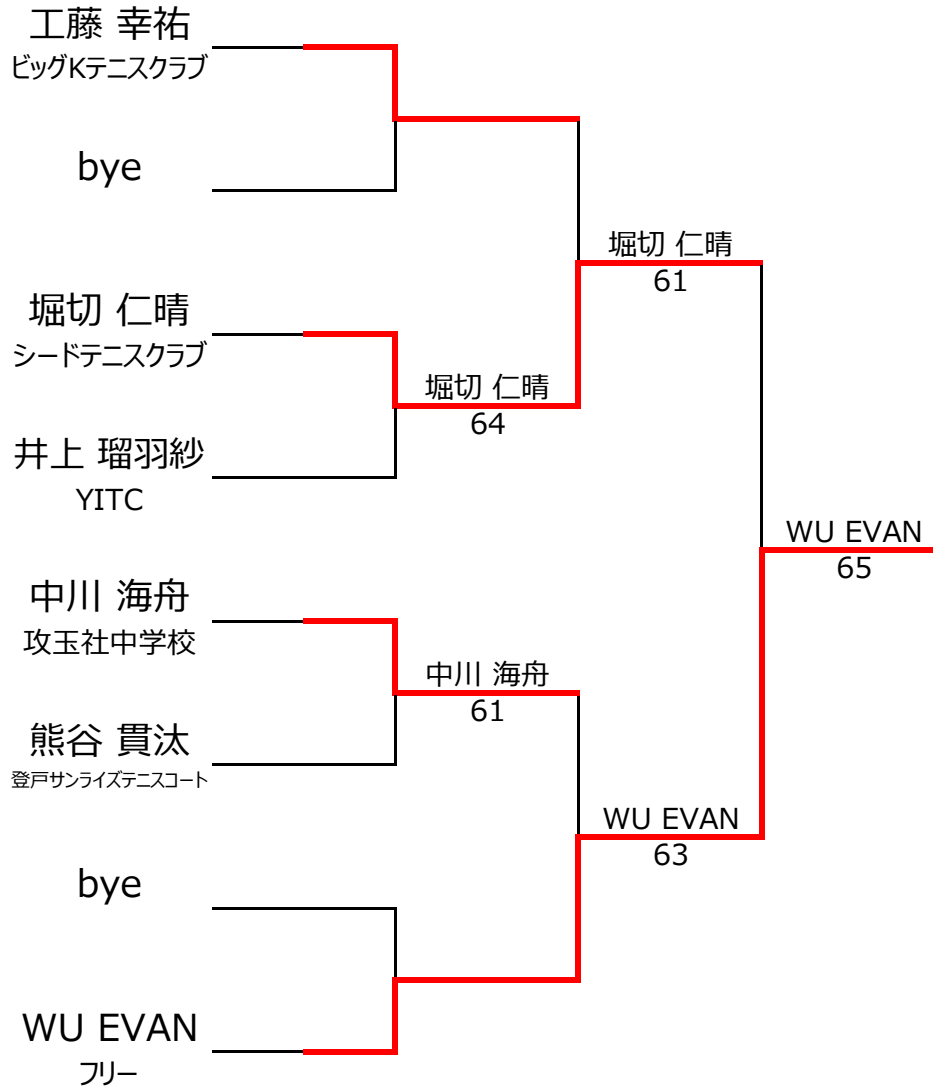 工藤 幸祐
ビッグKテニスクラブ
bye
堀切 仁晴
61
堀切 仁晴
シードテニスクラブ
堀切 仁晴
64
井上 瑠羽紗
YITC
WU EVAN
65
中川 海舟
攻玉社中学校
中川 海舟
61
熊谷 貫汰
登戸サンライズテニスコート
WU EVAN
63
bye
WU EVAN
フリー